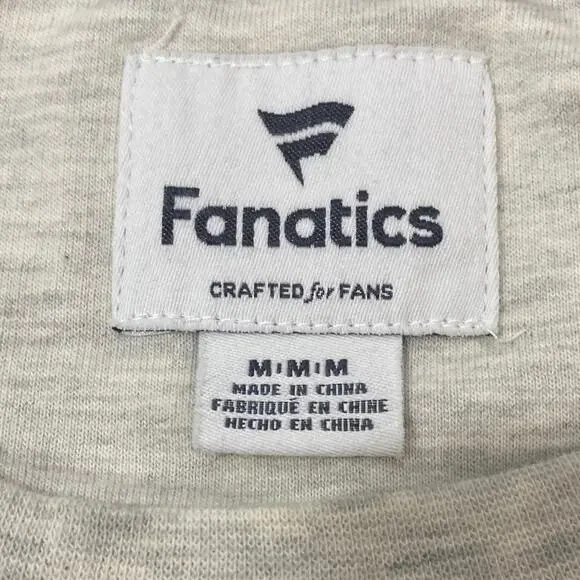 Fanatics
CRAFTED for FANS
M•M•M
MADE IN CHINA
FABRIQUÉ EN CHINE
HECHO EN CHINA